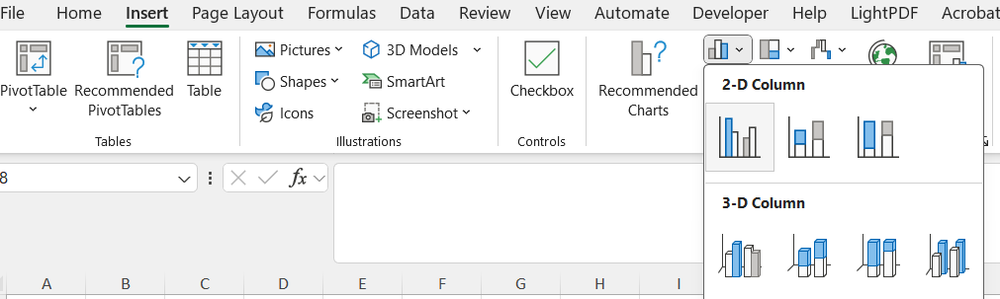 File Home Insert Page Layout Formulas Data Review View Automate Developer Help LightPDF Acrobat
Pictures 3D Models
PivotTable Recommended PivotTables Table
Shapes SmartArt
Icons Screenshot
Checkbox
Recommended Charts
Tables Illustrations Controls
2-D Column
8 fx
3-D Column
A B C D E F G H I